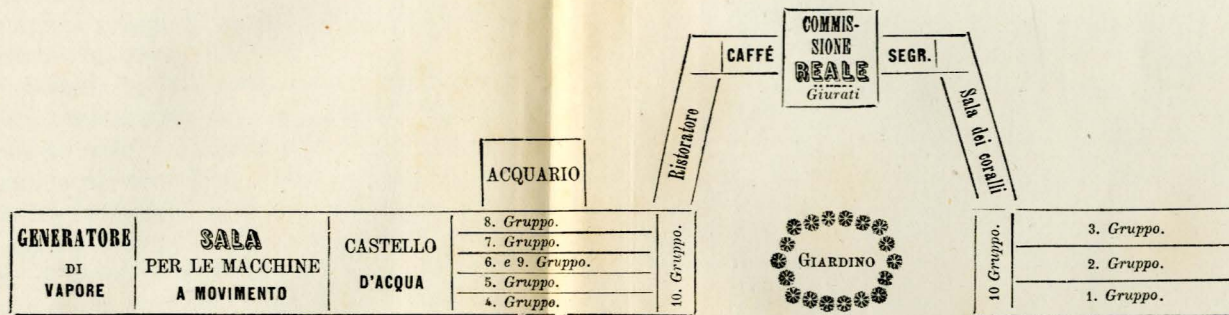 COMMIS-
SIONE
REALE
Giurati
CAFFÉ
SEGR.
Ristoratore
Sala dei coralli
ACQUARIO
GENERATORE
DI
VAPORE
SALA
PER LE MACCHINE
A MOVIMENTO
CASTELLO
D'ACQUA
8. Gruppo.
7. Gruppo.
6. e 9. Gruppo.
5. Gruppo.
4. Gruppo.
10. Gruppo.
GIARDINO
10 Gruppo.
3. Gruppo.
2. Gruppo.
1. Gruppo.